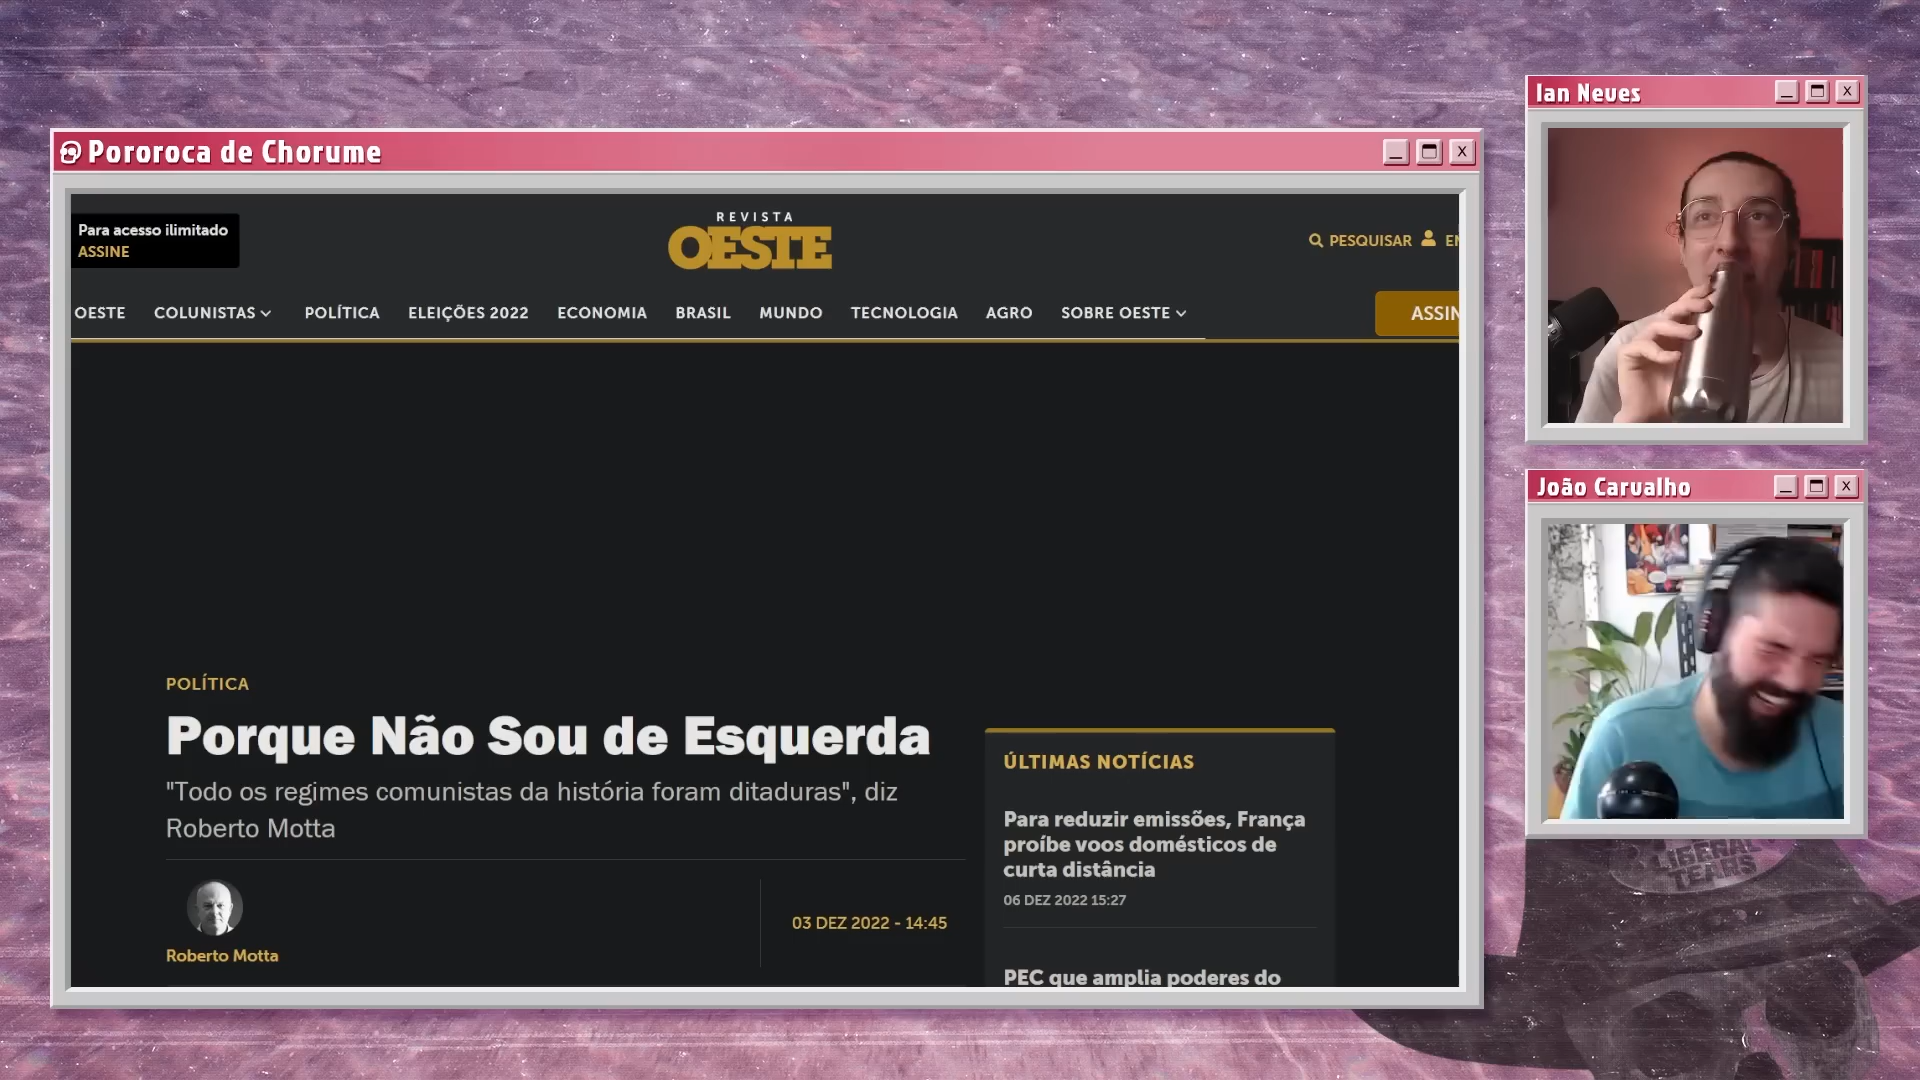 Pororoca de Chorume
Para acesso ilimitado
ASSINE
REVISTA
OESTE
PESQUISAR
OESTE COLUNISTAS POLÍTICA ELEIÇÕES 2022 ECONOMIA BRASIL MUNDO TECNOLOGIA AGRO SOBRE OESTE
POLÍTICA
Porque Não Sou de Esquerda
"Todo os regimes comunistas da história foram ditaduras", diz
Roberto Motta
Roberto Motta
03 DEZ 2022 - 14:45
ÚLTIMAS NOTÍCIAS
Para reduzir emissões, França
proíbe voos domésticos de
curta distância
06 DEZ 2022 15:27
PEC que amplia poderes do
Ian Neves
João Carvalho
LIBERAL
TEARS